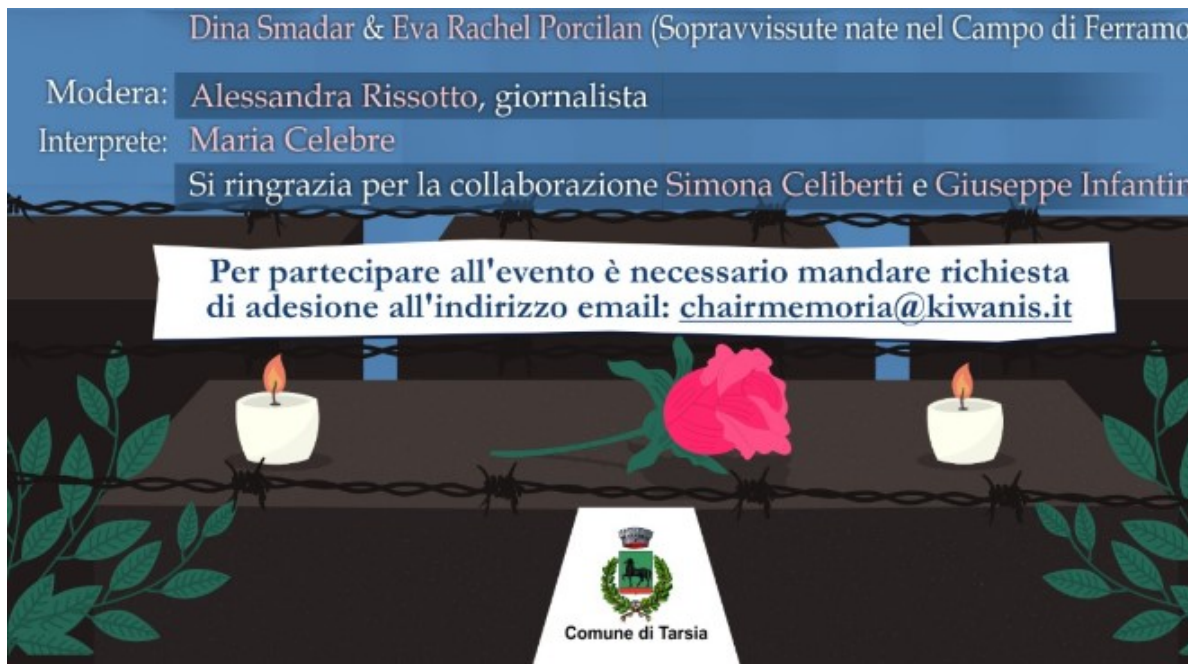 Dina Smadar & Eva Rachel Porcilan (Sopravvissute nate nel Campo di Ferramo
Modera: Alessandra Rissotto, giornalista
Interprete: Maria Celebre
Si ringrazia per la collaborazione Simona Celiberti e Giuseppe Infantin
Per partecipare all'evento è necessario mandare richiesta
di adesione all'indirizzo email: chairmemoria@kiwanis.it
Comune di Tarsia